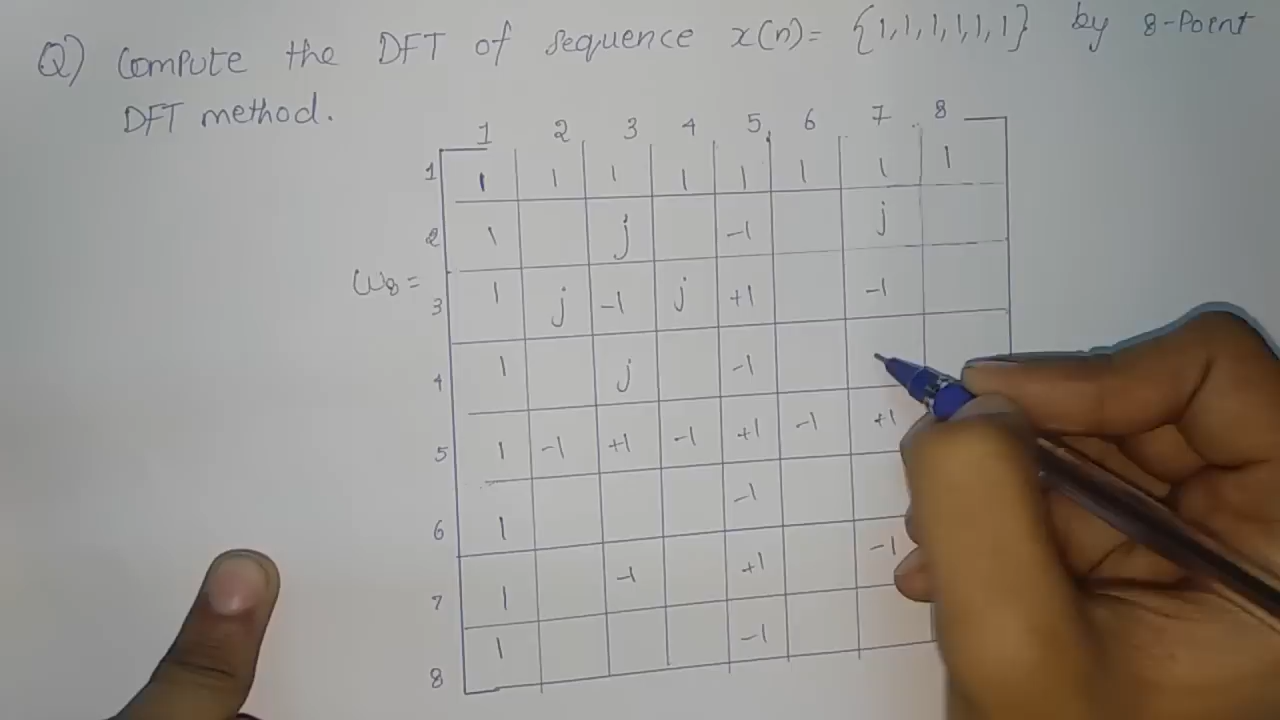 Q) Compute the DFT of sequence x(n)= {1,1,1,1,1,1} by 8-Point
DFT method.
1 2 3 4 5 6 7 8
1 1 1 1 1 1 1 1 1
2 1 j -1 j
ω8 =
3 1 j -1 j +1 -1
4 1 j -1
5 1 -1 +1 -1 +1 -1 +1
6 1 -1
7 1 -1 +1 -1
8 1 -1